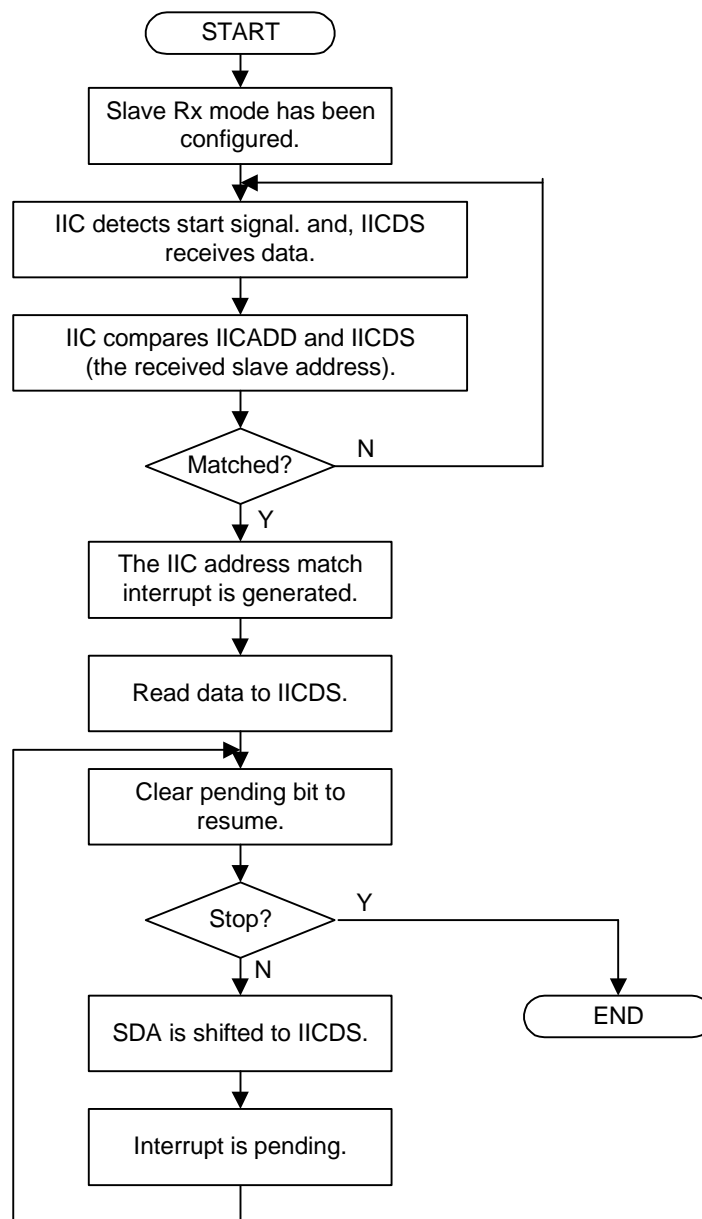 START
Slave Rx mode has been
configured.
IIC detects start signal. and, IICDS
receives data.
IIC compares IICADD and IICDS
(the received slave address).
Matched?
N
Y
The IIC address match
interrupt is generated.
Read data to IICDS.
Clear pending bit to
resume.
Stop?
Y
N
SDA is shifted to IICDS.
END
Interrupt is pending.